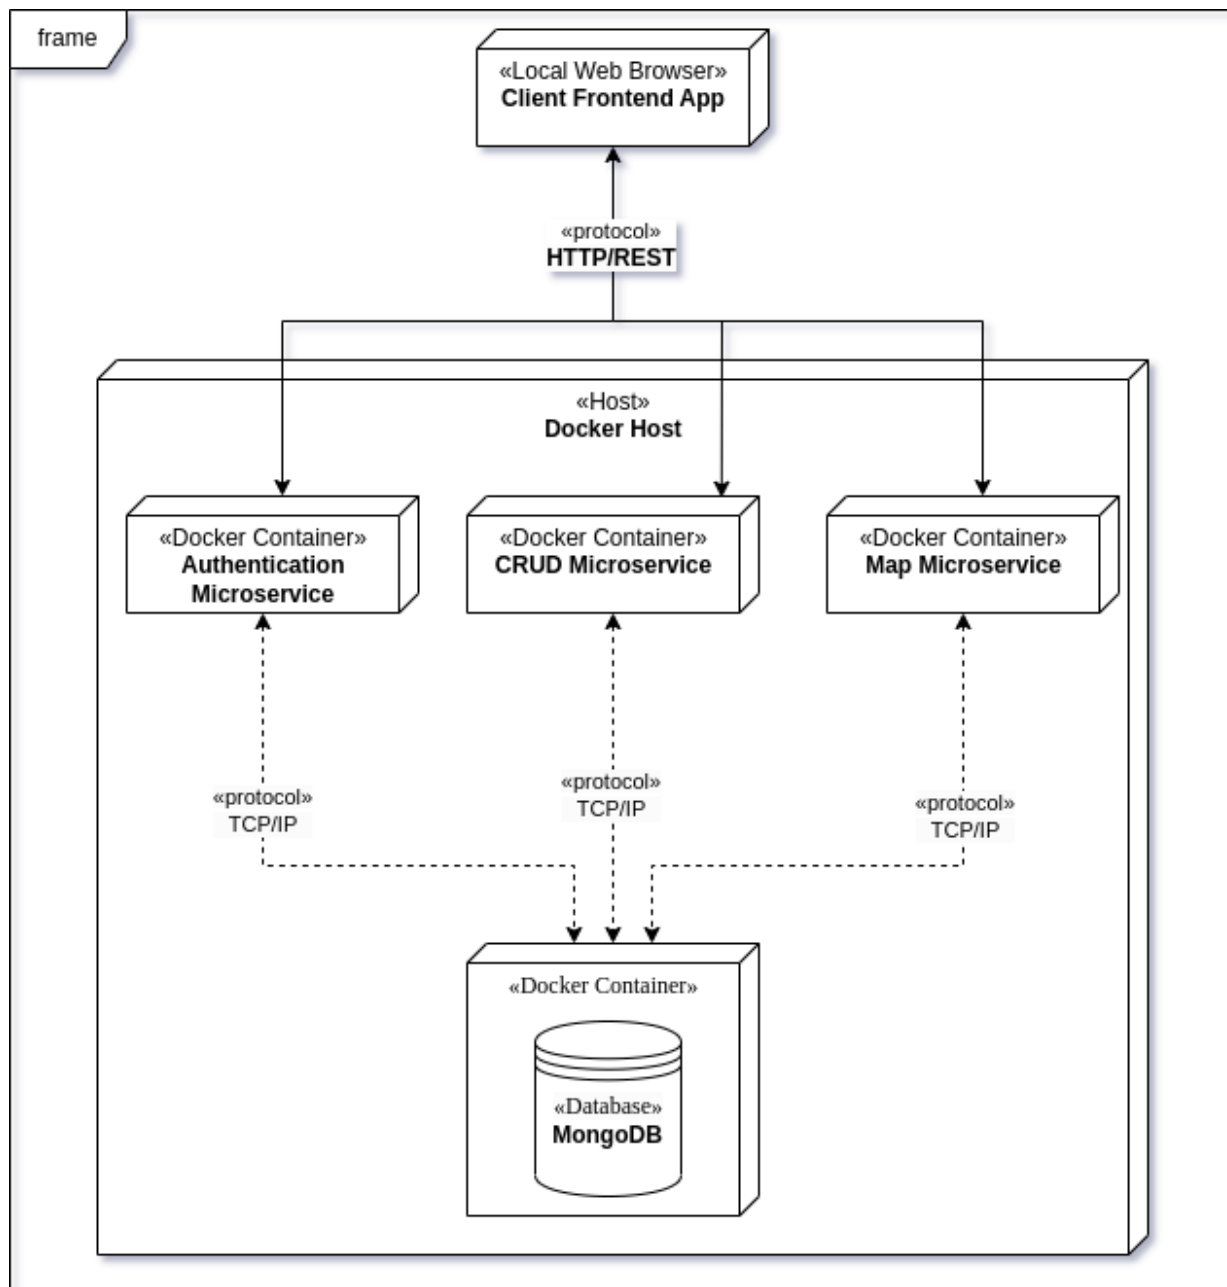 frame
«Local Web Browser»
Client Frontend App
«protocol»
HTTP/REST
«Host»
Docker Host
«Docker Container»
Authentication
Microservice
«Docker Container»
CRUD Microservice
«Docker Container»
Map Microservice
«protocol»
TCP/IP
«protocol»
TCP/IP
«protocol»
TCP/IP
«Docker Container»
«Database»
MongoDB